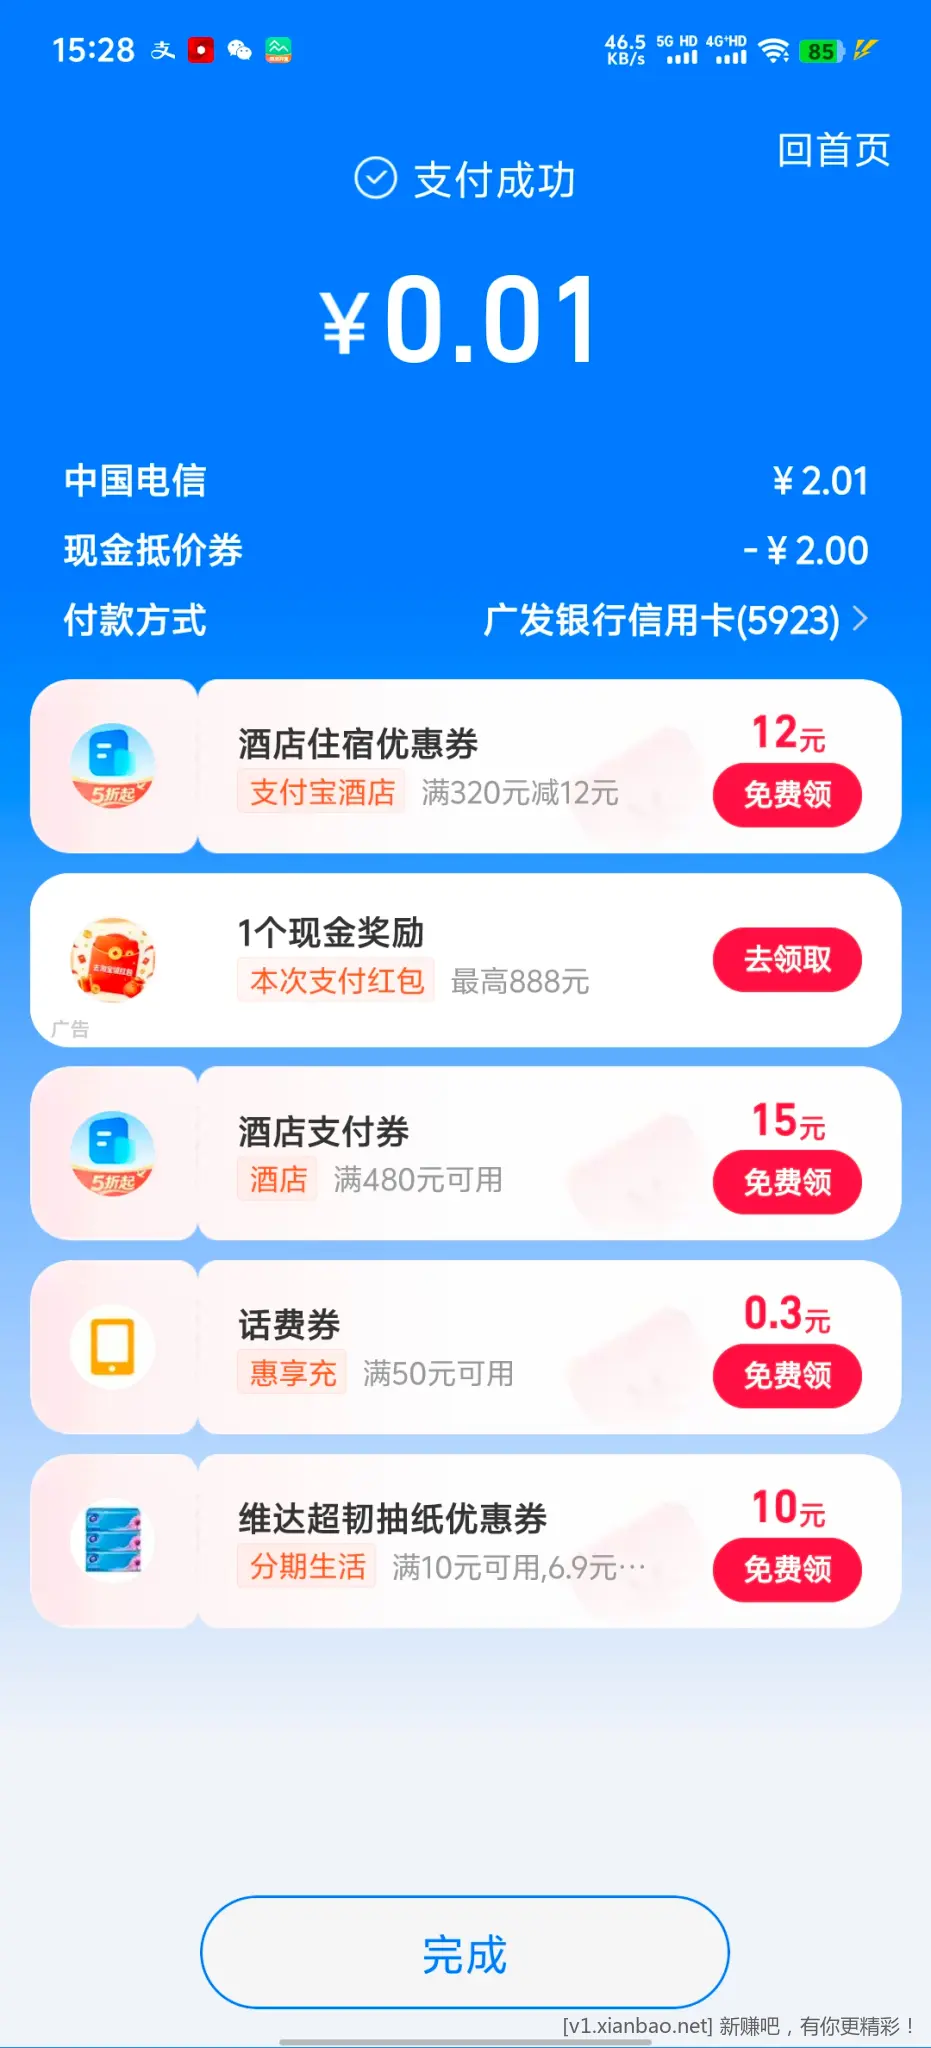 15:28 支 46.5 KB/s 5G HD 4G+HD 85
回首页
支付成功
¥0.01
中国电信 ¥2.01
现金抵价券 -¥2.00
付款方式 广发银行信用卡(5923)
酒店住宿优惠券 12元
支付宝酒店 满320元减12元 免费领
5折起
1个现金奖励
本次支付红包 最高888元 去领取
广告
酒店支付券 15元
酒店 满480元可用 免费领
5折起
话费券 0.3元
惠享充 满50元可用 免费领
维达超韧抽纸优惠券 10元
分期生活 满10元可用,6.9元… 免费领
完成
[v1.xianbao.net] 新赚吧，有你更精彩！